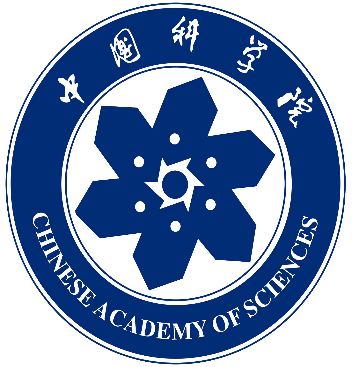 中国科学院
CHINESE ACADEMY OF SCIENCES